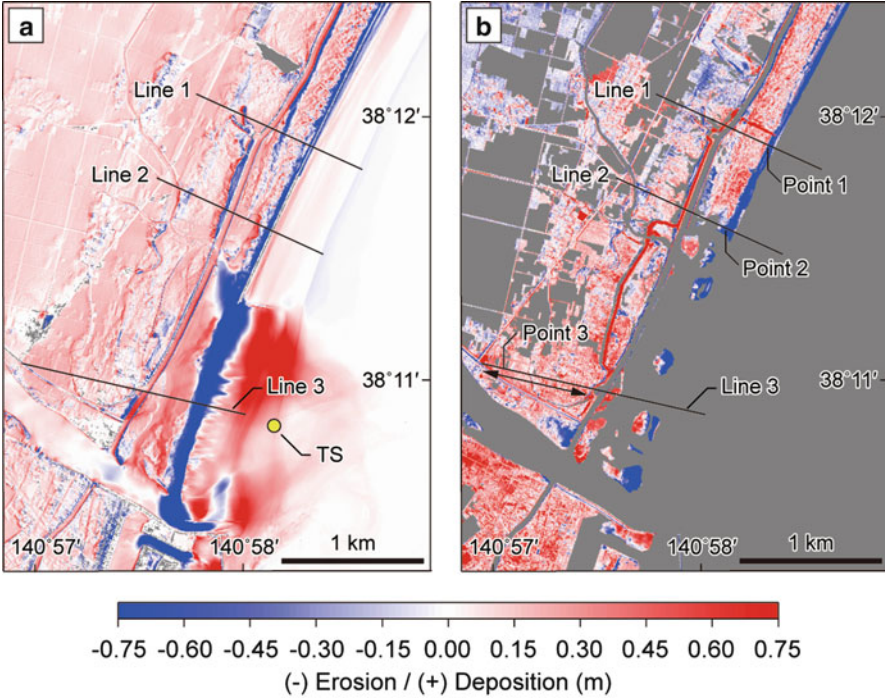 a
Line 1
38°12′
Line 2
Line 3
38°11′
TS
140°57′
140°58′
1 km
b
Line 1
38°12′
Line 2
Point 1
Point 2
Point 3
38°11′
Line 3
140°57′
140°58′
1 km
-0.75 -0.60 -0.45 -0.30 -0.15 0.00 0.15 0.30 0.45 0.60 0.75
(-) Erosion / (+) Deposition (m)